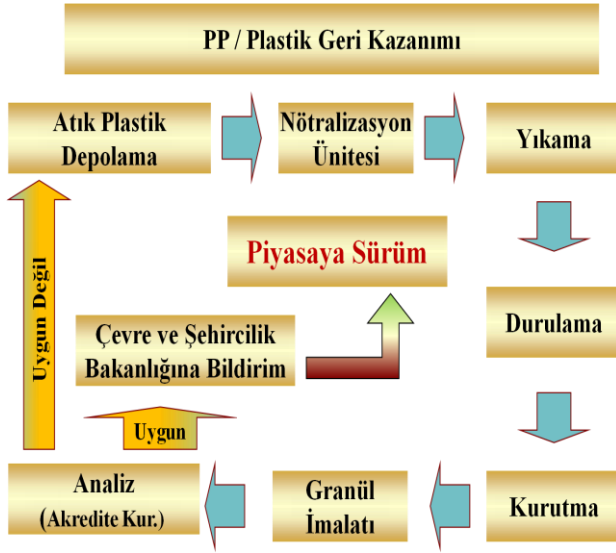 PP / Plastik Geri Kazanımı
Atık Plastik
Depolama
Nötralizasyon
Ünitesi
Yıkama
Piyasaya Sürüm
Durulama
Çevre ve Şehircilik
Bakanlığına Bildirim
Uygun Değil
Uygun
Analiz
(Akredite Kur.)
Granül
İmalatı
Kurutma